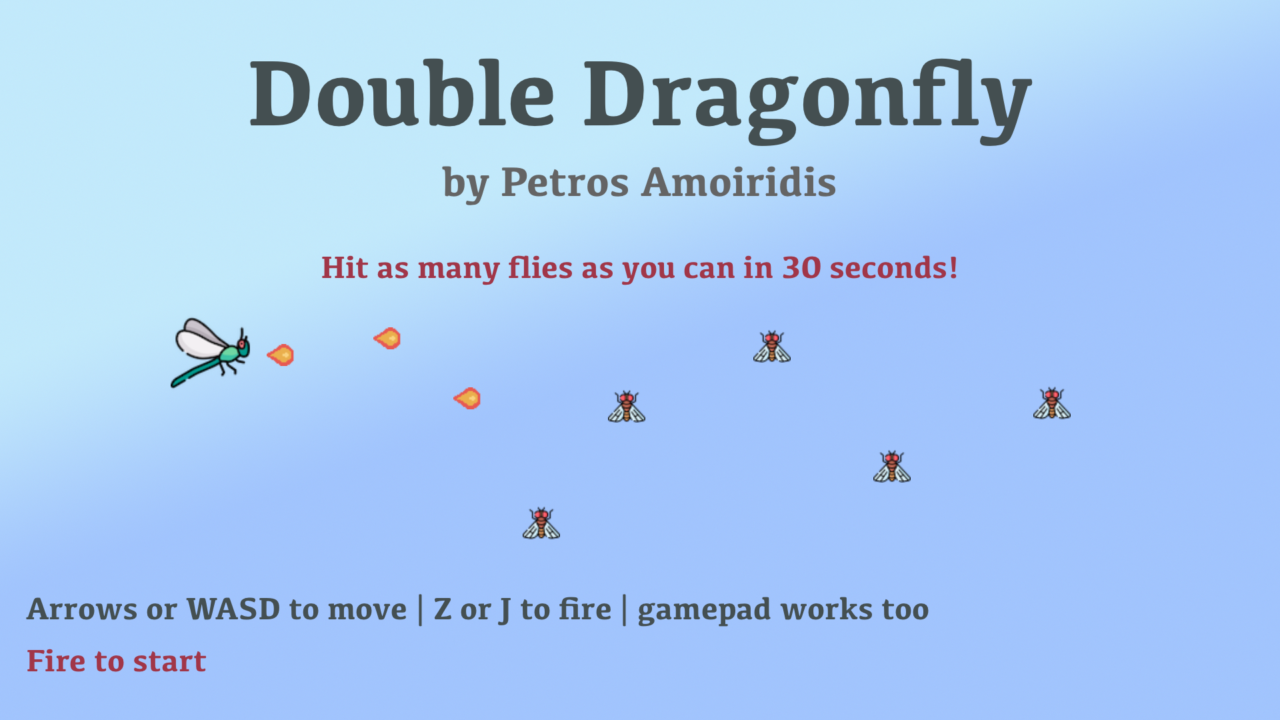 Double Dragonfly
by Petros Amoiridis
Hit as many flies as you can in 30 seconds!
Arrows or WASD to move | Z or J to fire | gamepad works too
Fire to start